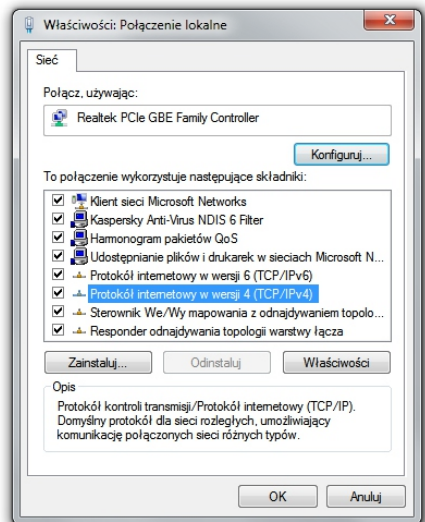 Właściwości: Połączenie lokalne
Sieć
Połącz, używając:
Realtek PCIe GBE Family Controller
Konfiguruj...
To połączenie wykorzystuje następujące składniki:
Klient sieci Microsoft Networks
Kaspersky Anti-Virus NDIS 6 Filter
Harmonogram pakietów QoS
Udostępnianie plików i drukarek w sieciach Microsoft N...
Protokół internetowy w wersji 6 (TCP/IPv6)
Protokół internetowy w wersji 4 (TCP/IPv4)
Sterownik We/Wy mapowania z odnajdywaniem topolo...
Responder odnajdywania topologii warstwy łącza
Zainstaluj... Odinstaluj Właściwości
Opis
Protokół kontroli transmisji/Protokół internetowy (TCP/IP).
Domyślny protokół dla sieci rozległych, umożliwiający
komunikację połączonych sieci różnych typów.
OK Anuluj